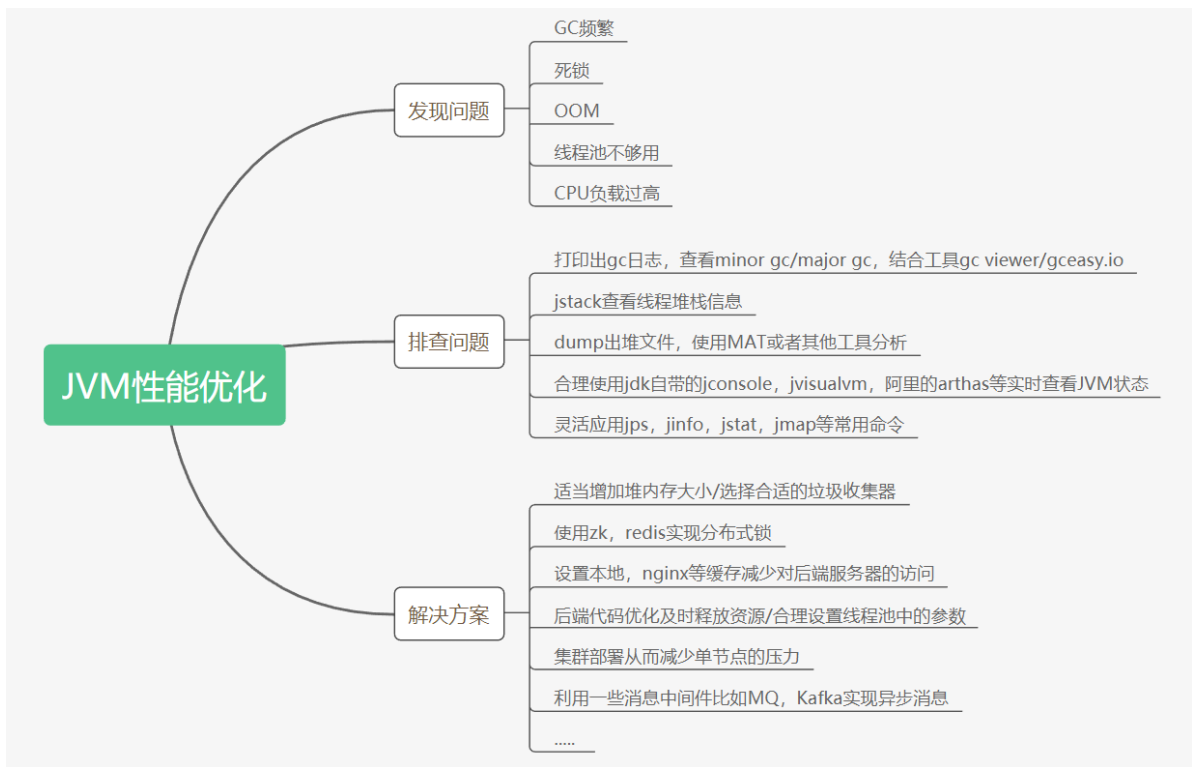 JVM性能优化
发现问题
GC频繁
死锁
OOM
线程池不够用
CPU负载过高
排查问题
打印出gc日志，查看minor gc/major gc，结合工具gc viewer/gceasy.io
jstack查看线程堆栈信息
dump出堆文件，使用MAT或者其他工具分析
合理使用jdk自带的jconsole，jvisualvm，阿里的arthas等实时查看JVM状态
灵活应用jps，jinfo，jstat，jmap等常用命令
解决方案
适当增加堆内存大小/选择合适的垃圾收集器
使用zk，redis实现分布式锁
设置本地，nginx等缓存减少对后端服务器的访问
后端代码优化及时释放资源/合理设置线程池中的参数
集群部署从而减少单节点的压力
利用一些消息中间件比如MQ，Kafka实现异步消息
.....